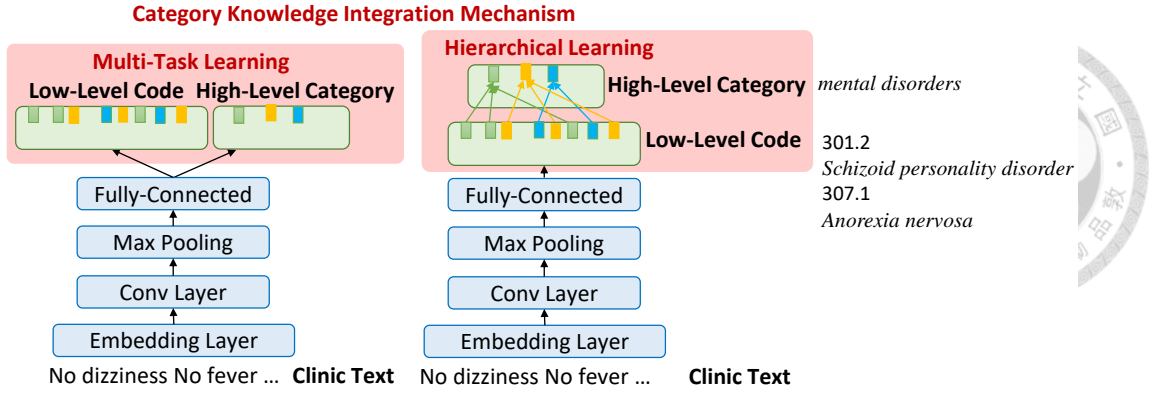 Category Knowledge Integration Mechanism
Multi-Task Learning
Low-Level Code High-Level Category
Fully-Connected
Max Pooling
Conv Layer
Embedding Layer
No dizziness No fever ... Clinic Text
Hierarchical Learning
High-Level Category mental disorders
Low-Level Code 301.2
Schizoid personality disorder
307.1
Anorexia nervosa
Fully-Connected
Max Pooling
Conv Layer
Embedding Layer
No dizziness No fever ... Clinic Text
國
敦
品